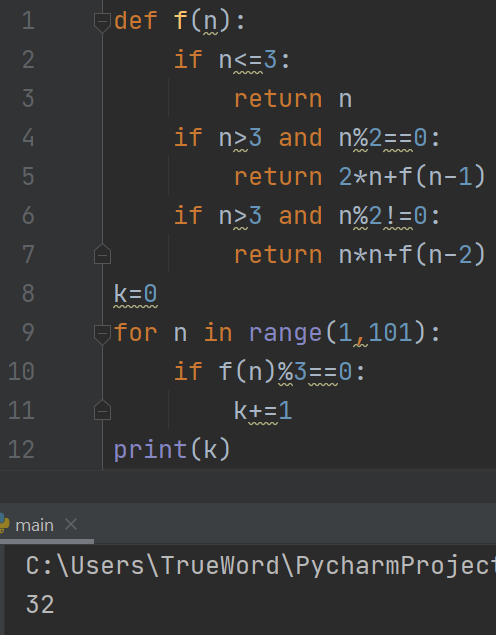 1 def f(n):
2     if n<=3:
3         return n
4     if n>3 and n%2==0:
5         return 2*n+f(n-1)
6     if n>3 and n%2!=0:
7         return n*n+f(n-2)
8 k=0
9 for n in range(1,101):
10     if f(n)%3==0:
11         k+=1
12 print(k)
main ×
C:\Users\TrueWord\PycharmProject
32